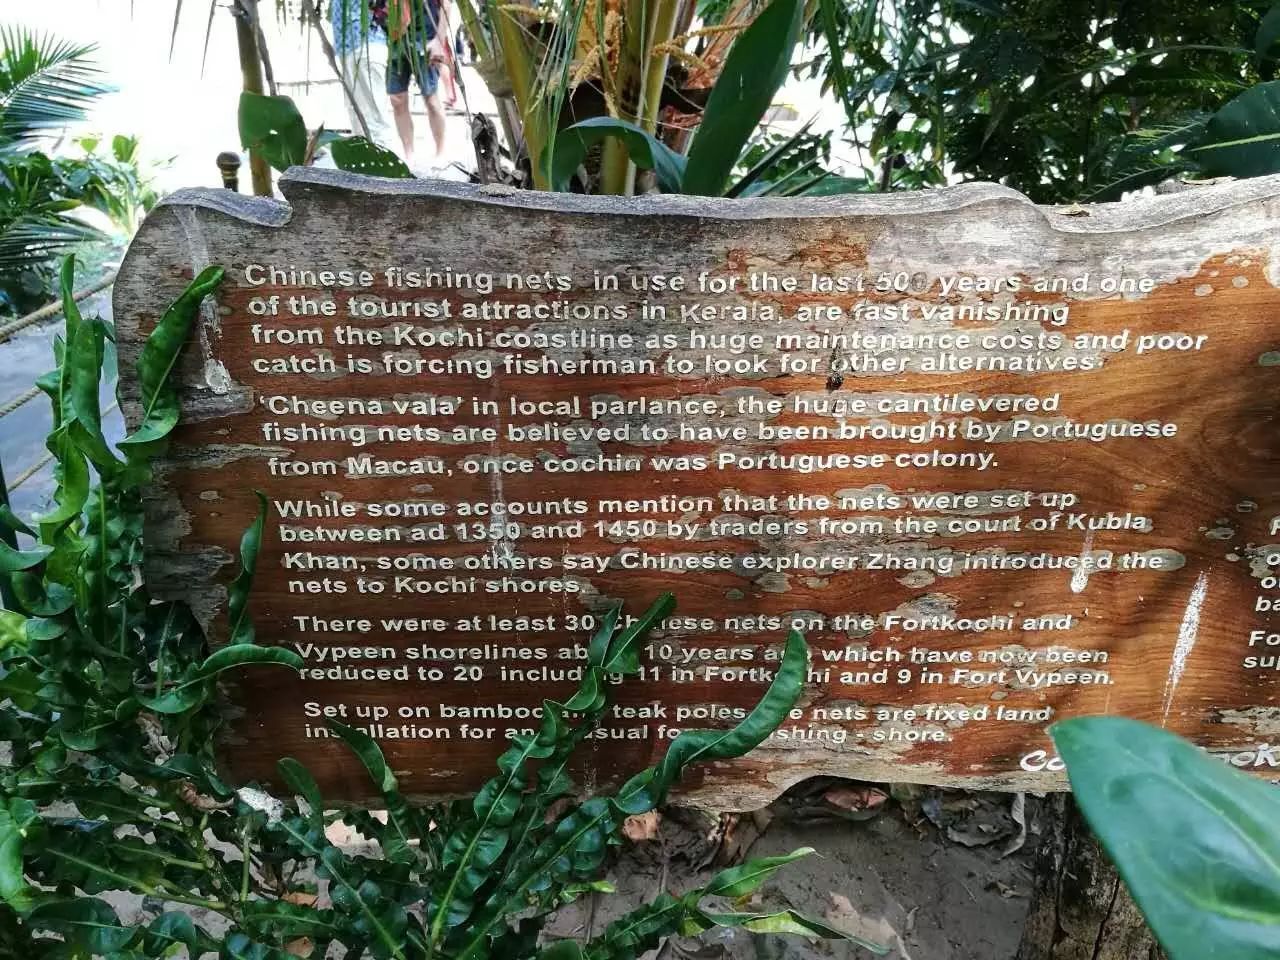 Chinese fishing nets in use for the last 500 years and one
of the tourist attractions in Kerala, are fast vanishing
from the Kochi coastline as huge maintenance costs and poor
catch is forcing fisherman to look for other alternatives.
'Cheena vala' in local parlance, the huge cantilevered
fishing nets are believed to have been brought by Portuguese
from Macau, once cochin was Portuguese colony.
While some accounts mention that the nets were set up
between ad 1350 and 1450 by traders from the court of Kubla
Khan, some others say Chinese explorer Zhang introduced the
nets to Kochi shores.
There were at least 30 Chinese nets on the Fortkochi and
Vypeen shorelines 10 years which have now been
reduced to 20 including 11 in Fortkochi and 9 in Fort Vypeen.
Set up on bamboo teak poles nets are fixed land
installation for an fishing - shore.